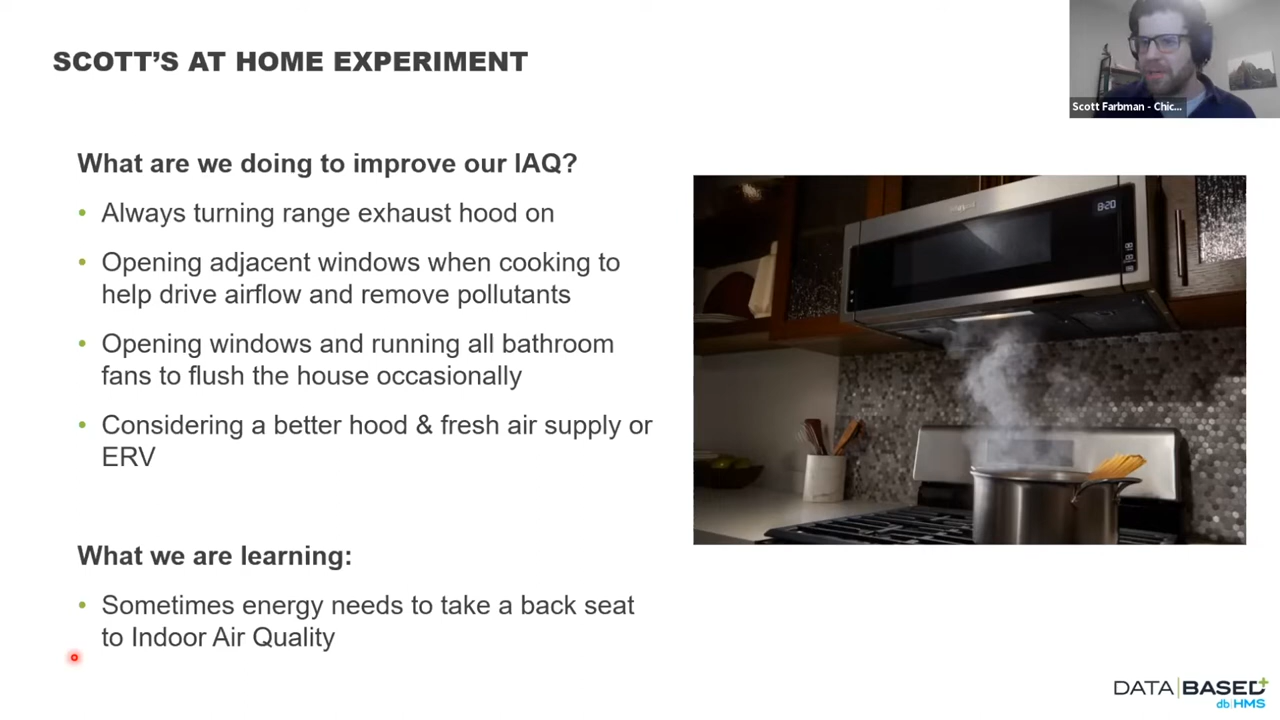 SCOTT'S AT HOME EXPERIMENT
Scott Farbman - Chic...
What are we doing to improve our IAQ?
• Always turning range exhaust hood on
• Opening adjacent windows when cooking to
help drive airflow and remove pollutants
• Opening windows and running all bathroom
fans to flush the house occasionally
• Considering a better hood & fresh air supply or
ERV
8:20
What we are learning:
• Sometimes energy needs to take a back seat
to Indoor Air Quality
DATA|BASED+
db|HMS